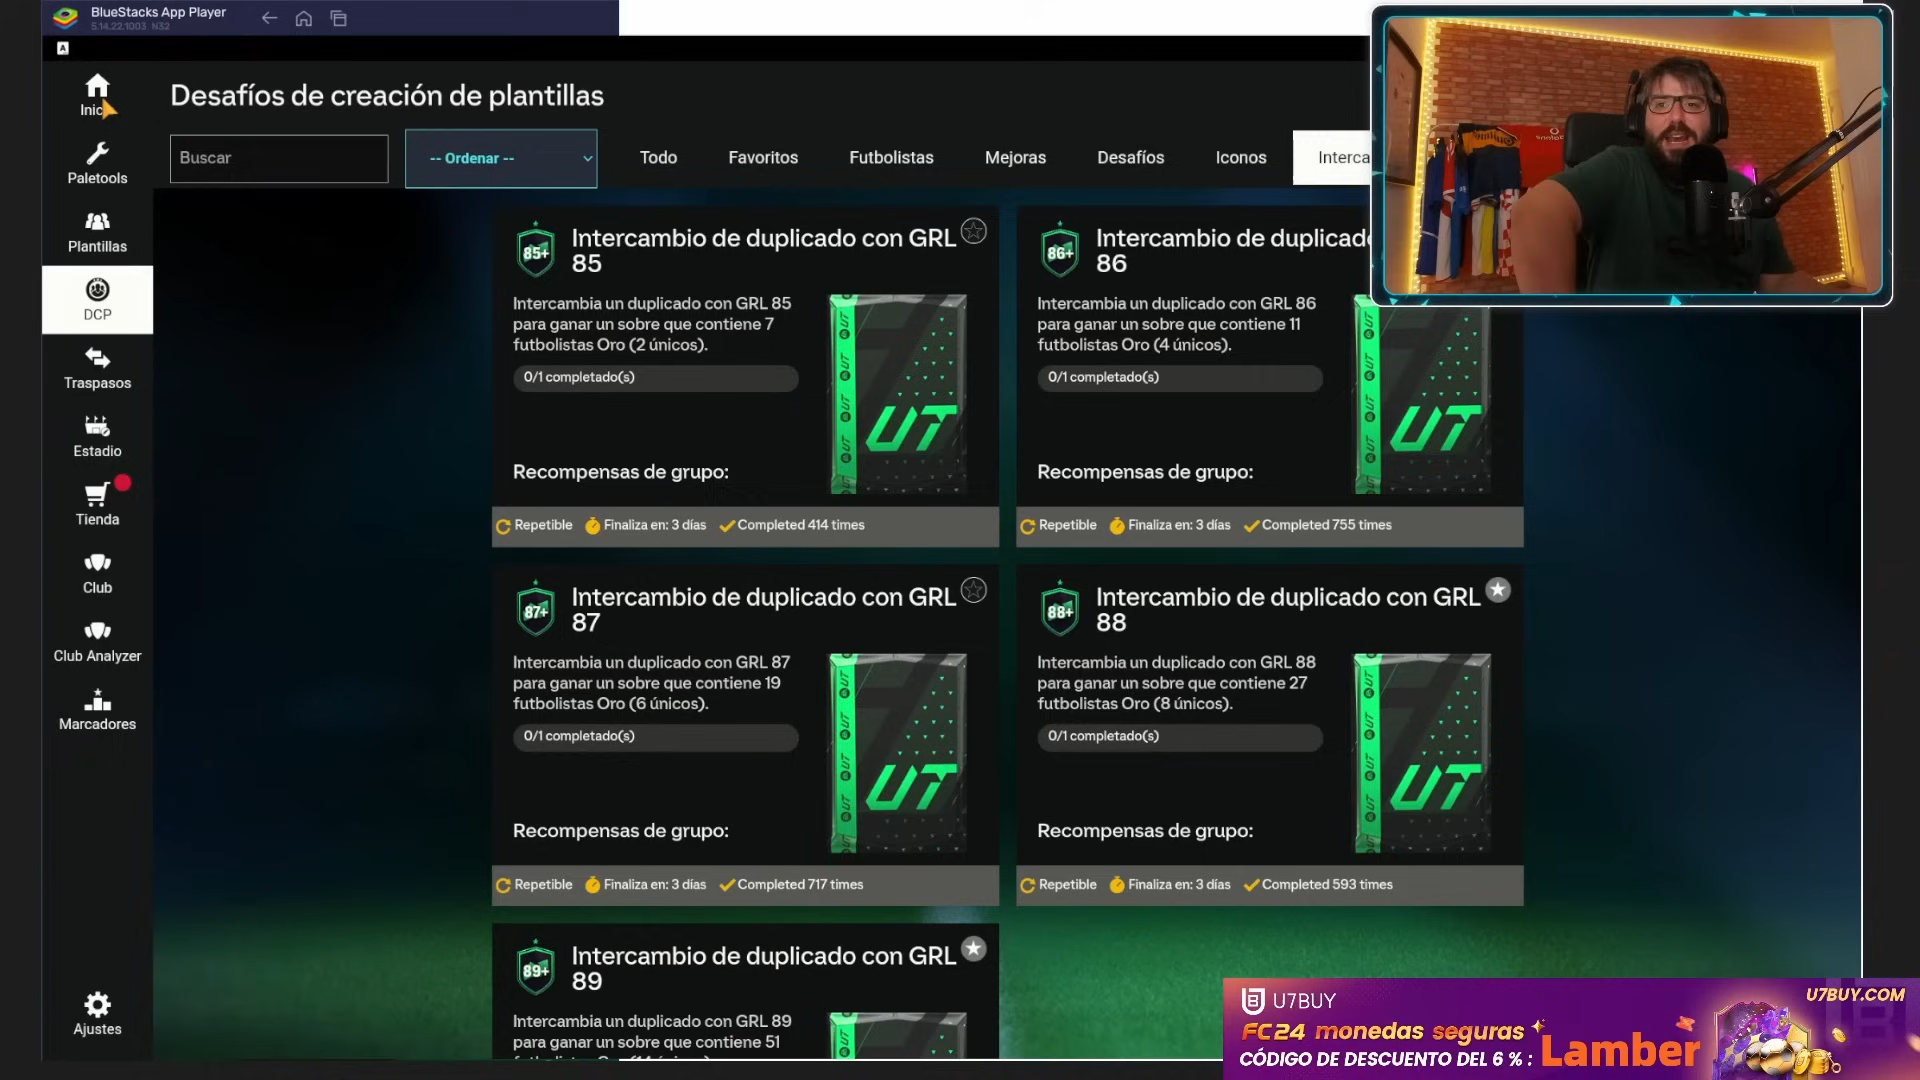 BlueStacks App Player
5.14.22.1003 N32
A
Inic
Paletools
Plantillas
DCP
Traspasos
Estadio
Tienda
Club
Club Analyzer
Marcadores
Ajustes
Desafíos de creación de plantillas
Buscar
-- Ordenar --
Todo
Favoritos
Futbolistas
Mejoras
Desafíos
Iconos
Interca
85+
Intercambio de duplicado con GRL
85
Intercambia un duplicado con GRL 85
para ganar un sobre que contiene 7
futbolistas Oro (2 únicos).
0/1 completado(s)
UT
Recompensas de grupo:
Repetible Finaliza en: 3 días Completed 414 times
86+
Intercambio de duplicado
86
Intercambia un duplicado con GRL 86
para ganar un sobre que contiene 11
futbolistas Oro (4 únicos).
0/1 completado(s)
UT
Recompensas de grupo:
Repetible Finaliza en: 3 días Completed 755 times
87+
Intercambio de duplicado con GRL
87
Intercambia un duplicado con GRL 87
para ganar un sobre que contiene 19
futbolistas Oro (6 únicos).
0/1 completado(s)
UT
Recompensas de grupo:
Repetible Finaliza en: 3 días Completed 717 times
88+
Intercambio de duplicado con GRL
88
Intercambia un duplicado con GRL 88
para ganar un sobre que contiene 27
futbolistas Oro (8 únicos).
0/1 completado(s)
UT
Recompensas de grupo:
Repetible Finaliza en: 3 días Completed 593 times
89+
Intercambio de duplicado con GRL
89
Intercambia un duplicado con GRL 89
para ganar un sobre que contiene 51
U7BUY
U7BUY.COM
FC24 monedas seguras
CÓDIGO DE DESCUENTO DEL 6 % : Lamber